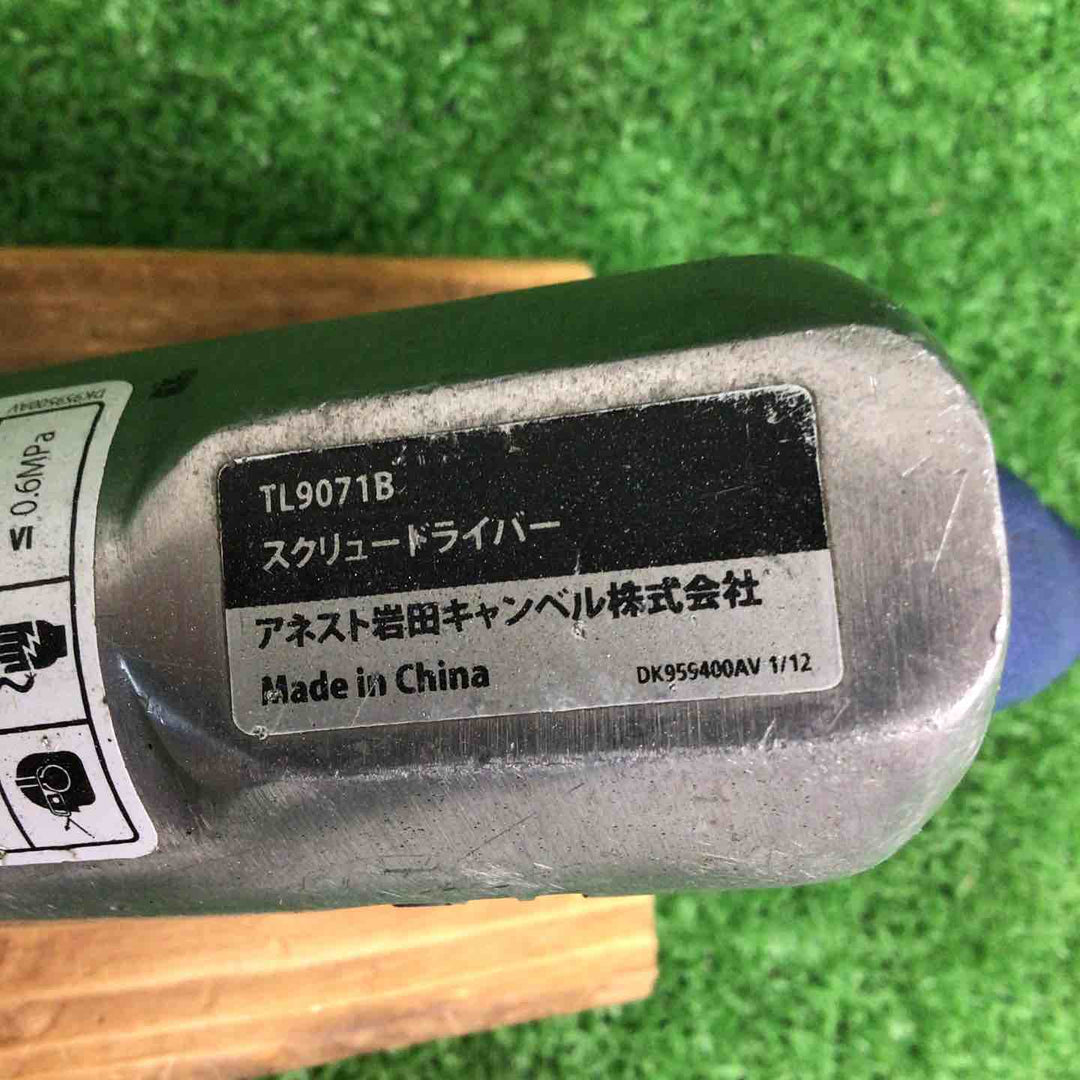 DK959500AV
≤ 0.6MPa
TL9071B
スクリュードライバー
アネスト岩田キャンベル株式会社
Made in China
DK959400AV 1/12